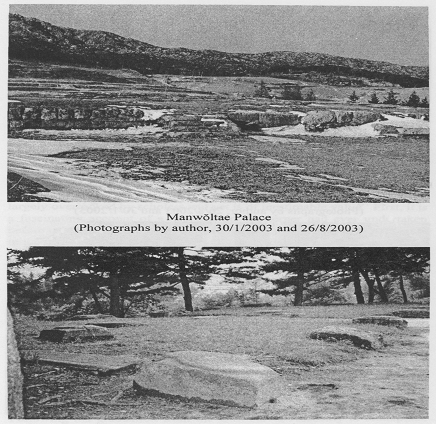 Manwŏltae Palace
(Photographs by author, 30/1/2003 and 26/8/2003)